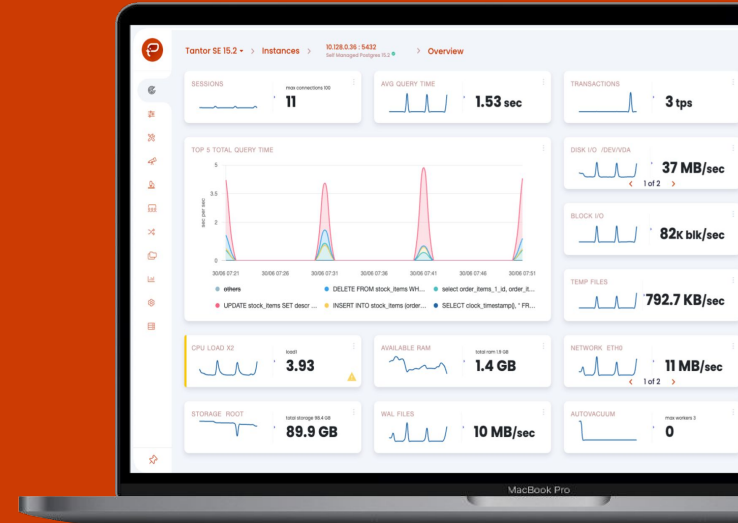 Tantor SE 15.2 > Instances > 10.128.0.36 : 5432 > Overview
Self Managed Postgres 15.2
SESSIONS
max connections 100
11
AVG QUERY TIME
1.53 sec
TRANSACTIONS
3 tps
TOP 5 TOTAL QUERY TIME
5
3.5
2
0
sec per sec
30/06 07:21 30/06 07:26 30/06 07:31 30/06 07:36 30/06 07:41 30/06 07:46 30/06 07:51
others DELETE FROM stock_items WH... select order_items_1_id, order_it...
UPDATE stock_items SET descr ... INSERT INTO stock_items (order... SELECT clock_timestamp(), * FR...
DISK I/O /DEV/VDA
37 MB/sec
1 of 2
BLOCK I/O
82K blk/sec
TEMP FILES
792.7 KB/sec
CPU LOAD X2
load1
3.93
AVAILABLE RAM
total ram 1.9 GB
1.4 GB
NETWORK ETH0
11 MB/sec
1 of 2
STORAGE ROOT
total storage 98.4 GB
89.9 GB
WAL FILES
10 MB/sec
AUTOVACUUM
max workers 3
0
MacBook Pro